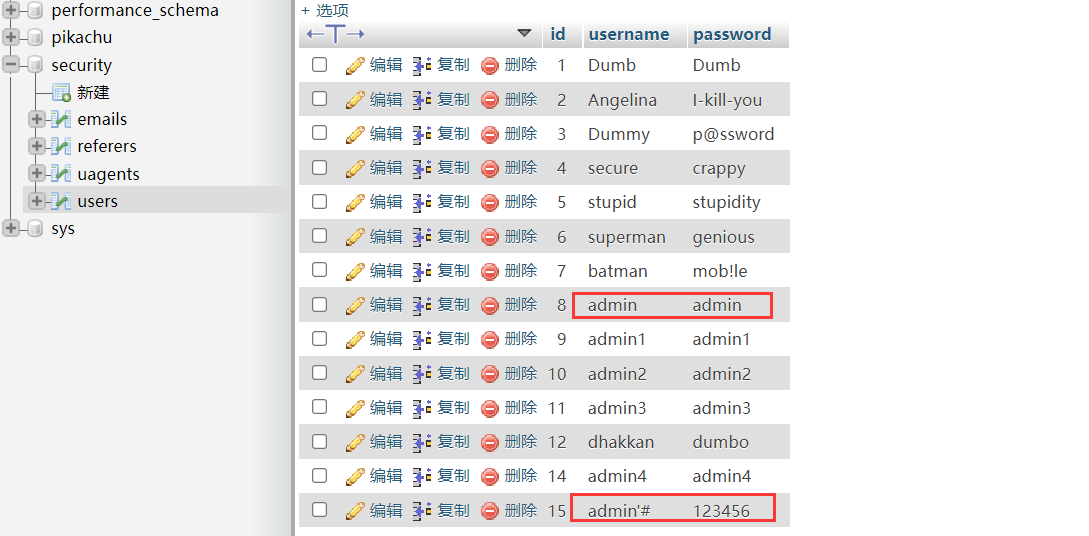 performance_schema
pikachu
security
新建
emails
referers
uagents
users
sys
+ 选项
←T→ id username password
编辑 复制 删除 1 Dumb Dumb
编辑 复制 删除 2 Angelina I-kill-you
编辑 复制 删除 3 Dummy p@ssword
编辑 复制 删除 4 secure crappy
编辑 复制 删除 5 stupid stupidity
编辑 复制 删除 6 superman genious
编辑 复制 删除 7 batman mob!le
编辑 复制 删除 8 admin admin
编辑 复制 删除 9 admin1 admin1
编辑 复制 删除 10 admin2 admin2
编辑 复制 删除 11 admin3 admin3
编辑 复制 删除 12 dhakkan dumbo
编辑 复制 删除 14 admin4 admin4
编辑 复制 删除 15 admin'# 123456